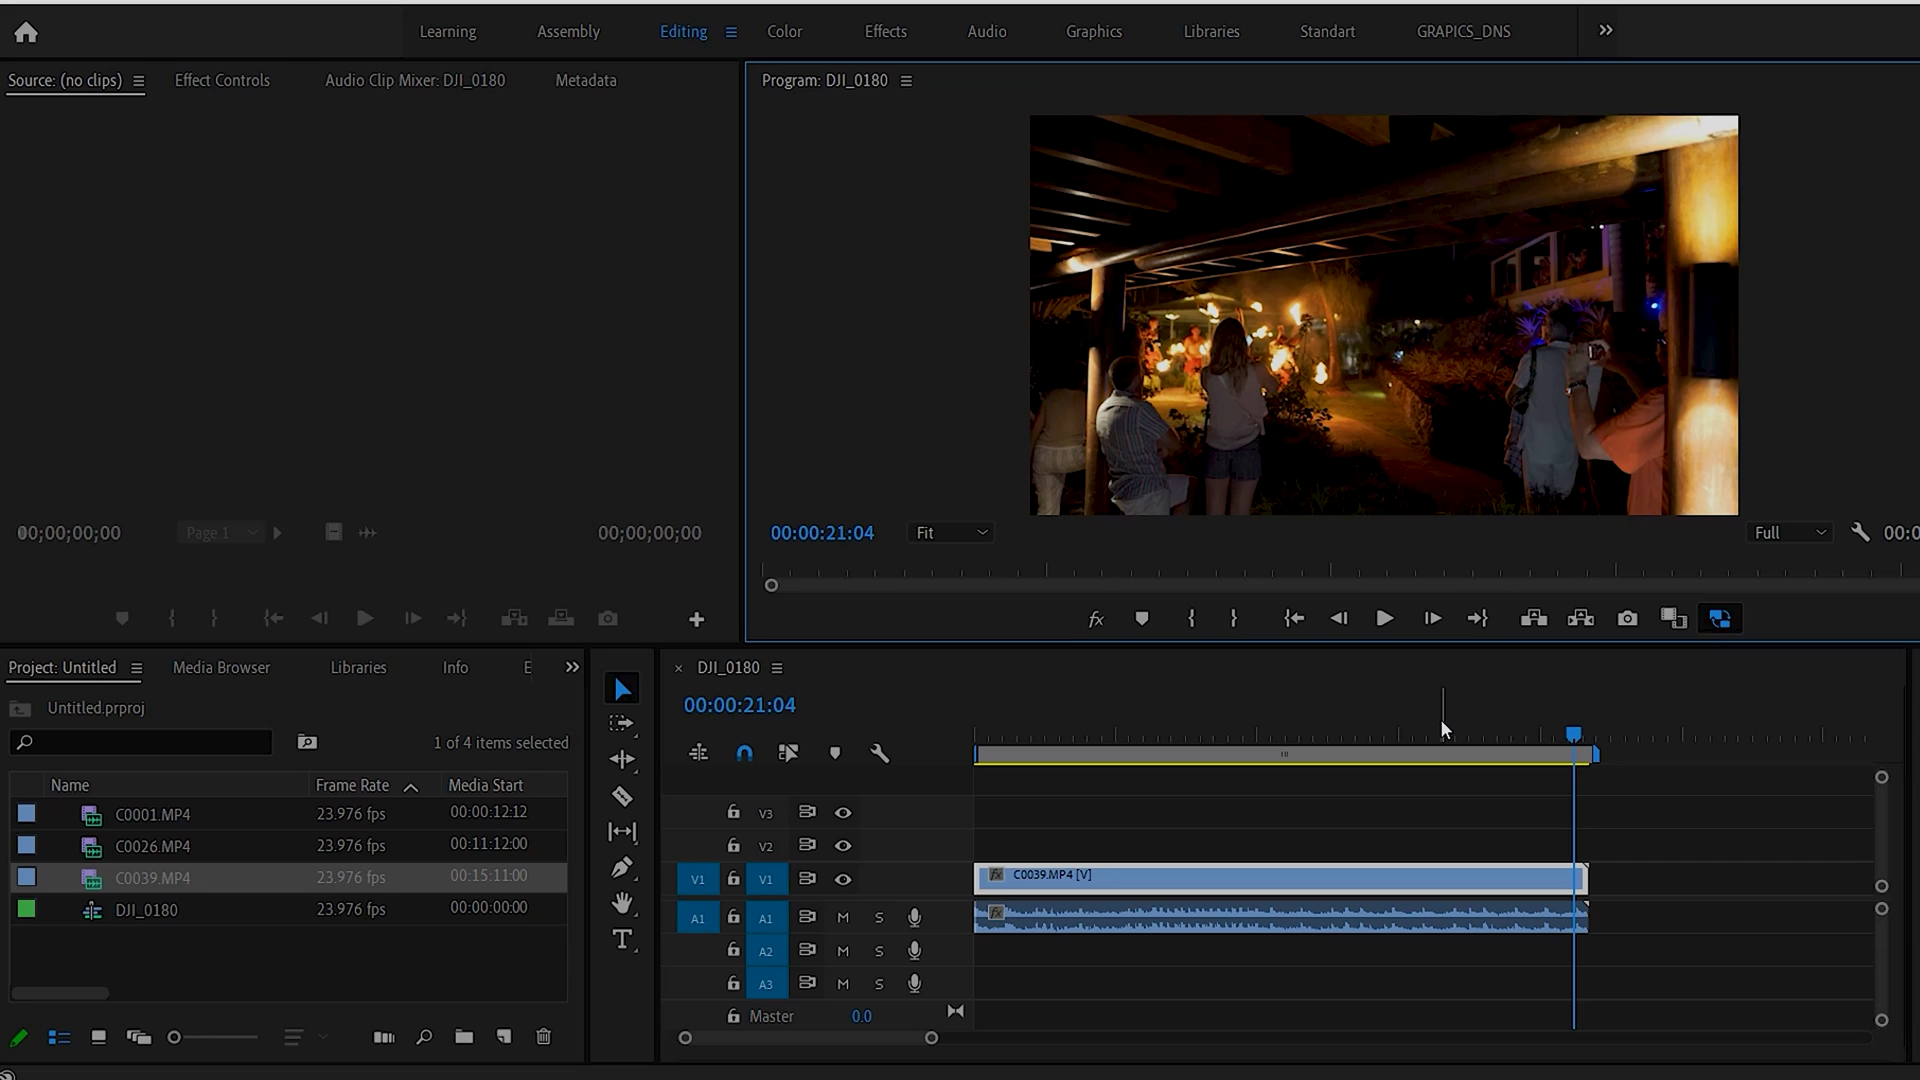 Learning Assembly Editing Color Effects Audio Graphics Libraries Standart GRAPICS_DNS
Source: (no clips) Effect Controls Audio Clip Mixer: DJI_0180 Metadata
Program: DJI_0180
00;00;00;00 Page 1 00;00;00;00
00:00:21:04 Fit Full 00:0
fx
Project: Untitled Media Browser Libraries Info E
Untitled.prproj
1 of 4 items selected
Name Frame Rate Media Start
C0001.MP4 23.976 fps 00:00:12:12
C0026.MP4 23.976 fps 00:11:12:00
C0039.MP4 23.976 fps 00:15:11:00
DJI_0180 23.976 fps 00:00:00:00
DJI_0180
00:00:21:04
V3
V2
V1 V1 fx C0039.MP4 [V]
A1 A1 M S fx
A2 M S
A3 M S
Master 0.0